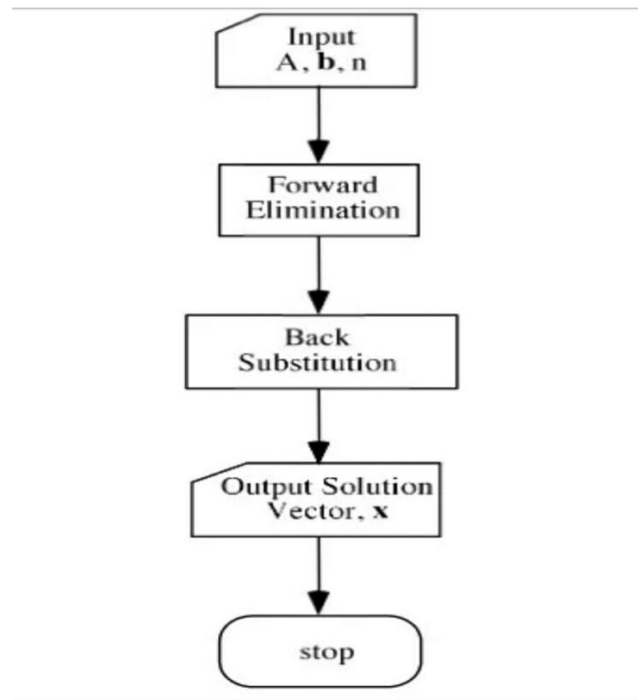 Input
A, b, n
Forward
Elimination
Back
Substitution
Output Solution
Vector, x
stop